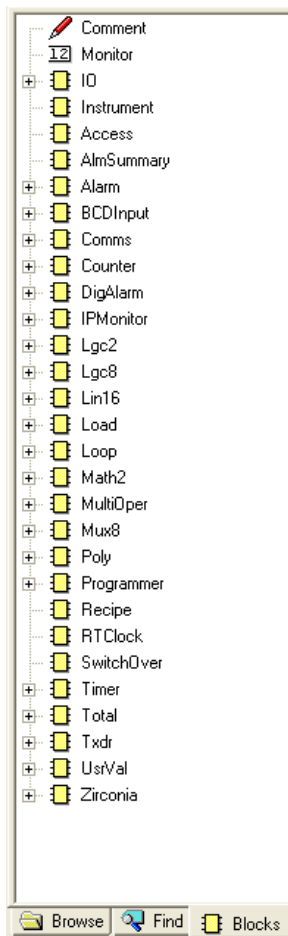 Comment
12 Monitor
IO
Instrument
Access
AlmSummary
Alarm
BCDInput
Comms
Counter
DigAlarm
IPMonitor
Lgc2
Lgc8
Lin16
Load
Loop
Math2
MultiOper
Mux8
Poly
Programmer
Recipe
RTClock
SwitchOver
Timer
Total
Txdr
UsrVal
Zirconia
Browse Find Blocks